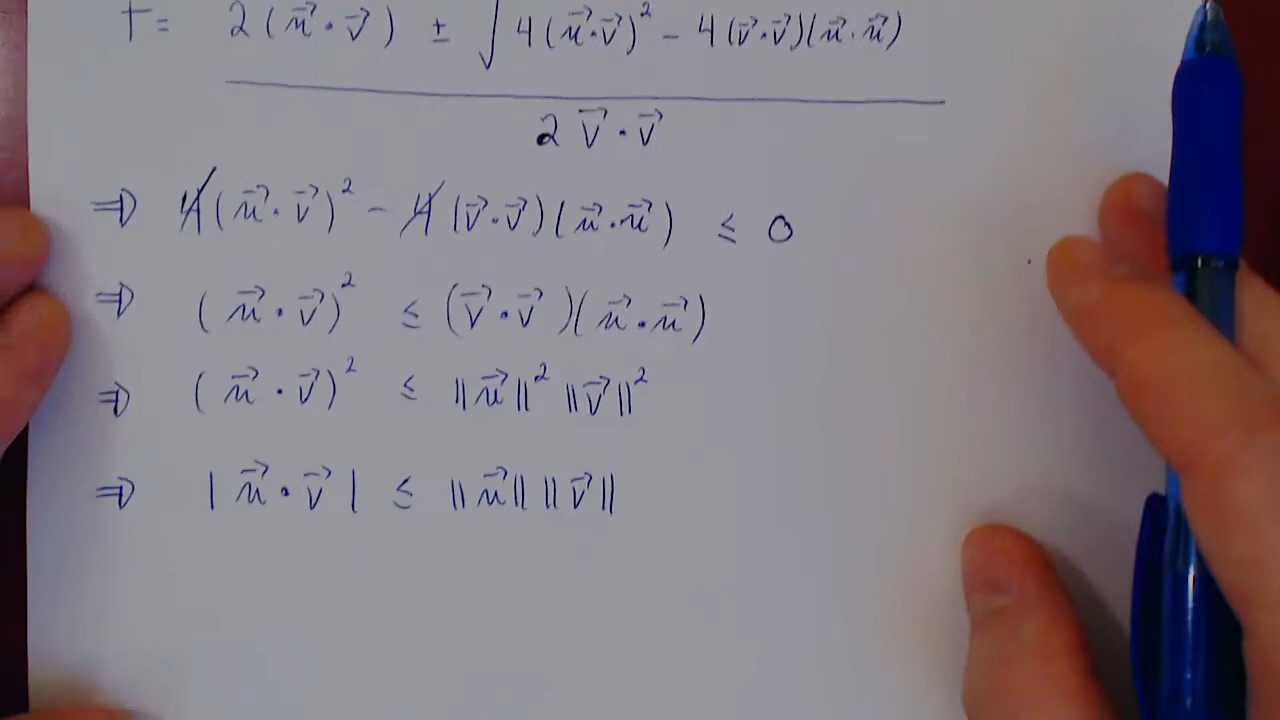 T = 2(u⃗·v⃗) ± √4(u⃗·v⃗)² - 4(v⃗·v⃗)(u⃗·u⃗)
2 v⃗·v⃗
⇒ 4(u⃗·v⃗)² - 4(v⃗·v⃗)(u⃗·u⃗) ≤ 0
⇒ (u⃗·v⃗)² ≤ (v⃗·v⃗)(u⃗·u⃗)
⇒ (u⃗·v⃗)² ≤ ||u⃗||² ||v⃗||²
⇒ |u⃗·v⃗| ≤ ||u⃗|| ||v⃗||